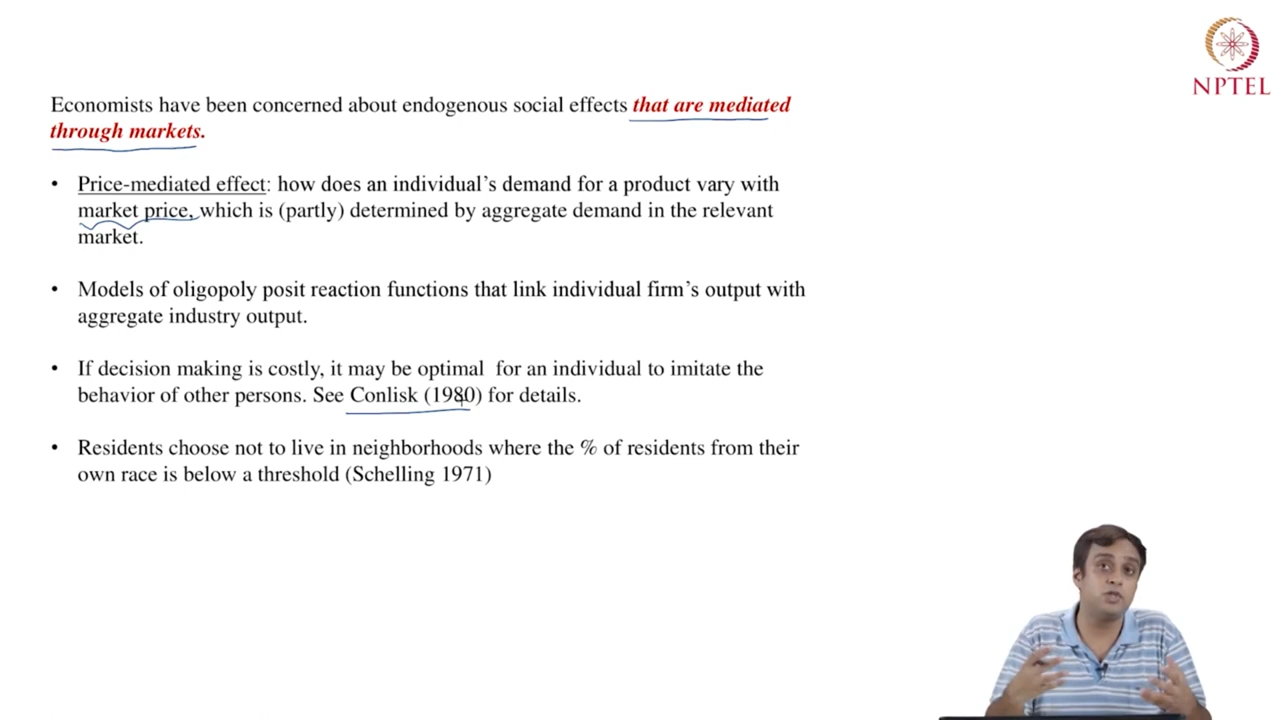 NPTEL
Economists have been concerned about endogenous social effects that are mediated
through markets.
• Price-mediated effect: how does an individual's demand for a product vary with
market price, which is (partly) determined by aggregate demand in the relevant
market.
• Models of oligopoly posit reaction functions that link individual firm's output with
aggregate industry output.
• If decision making is costly, it may be optimal for an individual to imitate the
behavior of other persons. See Conlisk (1980) for details.
• Residents choose not to live in neighborhoods where the % of residents from their
own race is below a threshold (Schelling 1971)